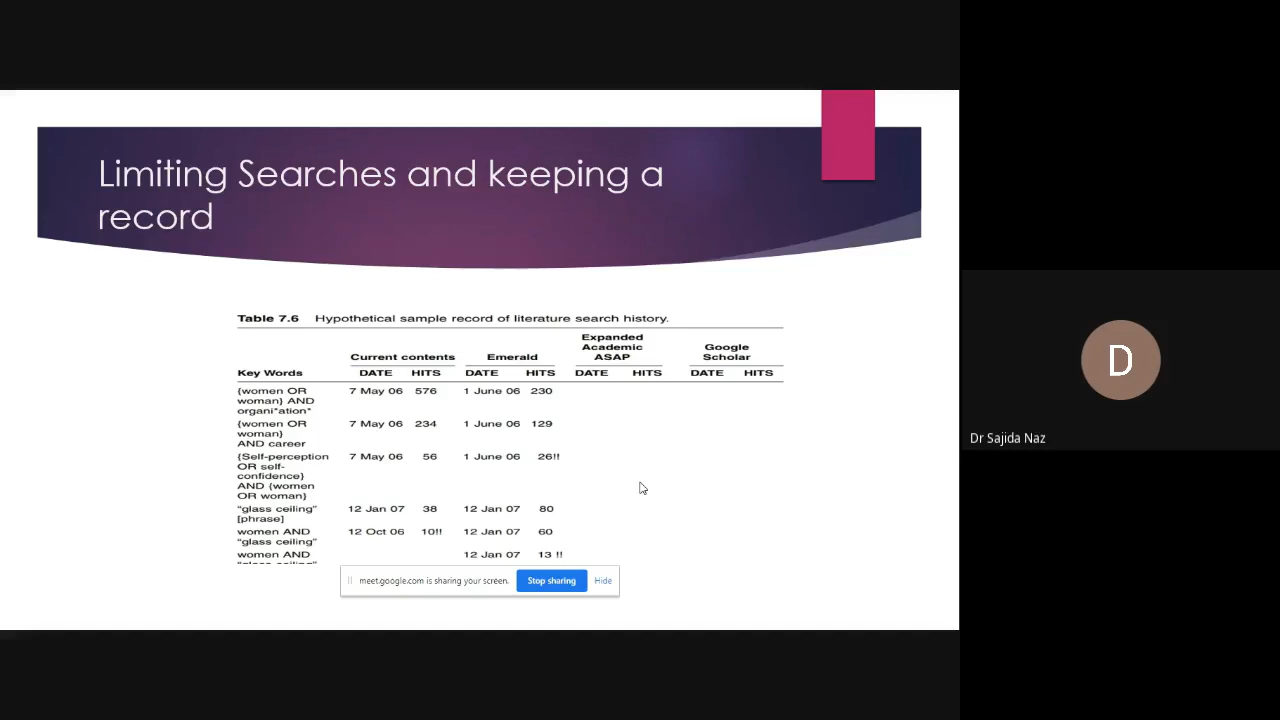 Limiting Searches and keeping a
record
Table 7.6 Hypothetical sample record of literature search history.
Expanded
Academic Google
Current contents Emerald ASAP Scholar
Key Words DATE HITS DATE HITS DATE HITS DATE HITS
{women OR 7 May 06 576 1 June 06 230
woman} AND
organi*ation"
{women OR 7 May 06 234 1 June 06 129
woman}
AND career
{Self-perception 7 May 06 56 1 June 06 26!!
OR self-
confidence}
AND {women
OR woman}
"glass ceiling" 12 Jan 07 38 12 Jan 07 80
[phrase]
women AND 12 Oct 06 10!! 12 Jan 07 60
"glass ceiling"
women AND 12 Jan 07 13 !!
meet.google.com is sharing your screen. Stop sharing Hide
D
Dr Sajida Naz